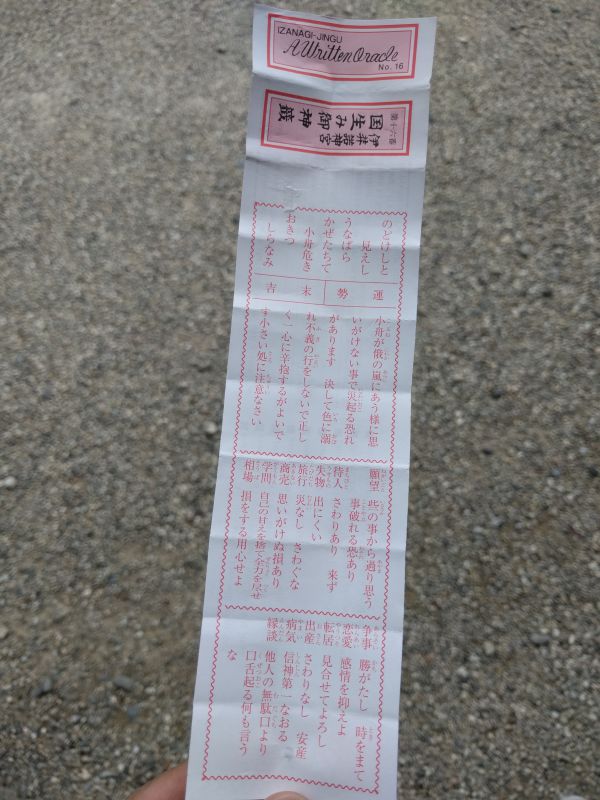 IZANAGI-JINGU
A Written Oracle
No. 16
第十六番
伊弉諾神宮
国生み御神籤
のどけしと
見えし
うなばら
かぜたちて
小舟危き
おきつ
しらなみ
運勢
末吉
小舟が俄の嵐にあう様に思
いがけない事で災起る恐れ
があります 決して色に溺
れ不義の行をしないで正し
く一心に辛抱するがよいで
す小さい処に注意なさい
願望 些の事から過り思う
事破れる恐あり
待人 さわりあり 来ず
失物 出にくい
旅行 災なし さわぐな
商売 思いがけぬ損あり
学問 自己の甘えを捨て全力を尽せ
相場 損をする用心せよ
争事 勝がたし 時をまて
恋愛 感情を抑えよ
転居 見合せてよろし
出産 さわりなし 安産
病気 信神第一なおる
縁談 他人の無駄口より
口舌起る何も言う
な